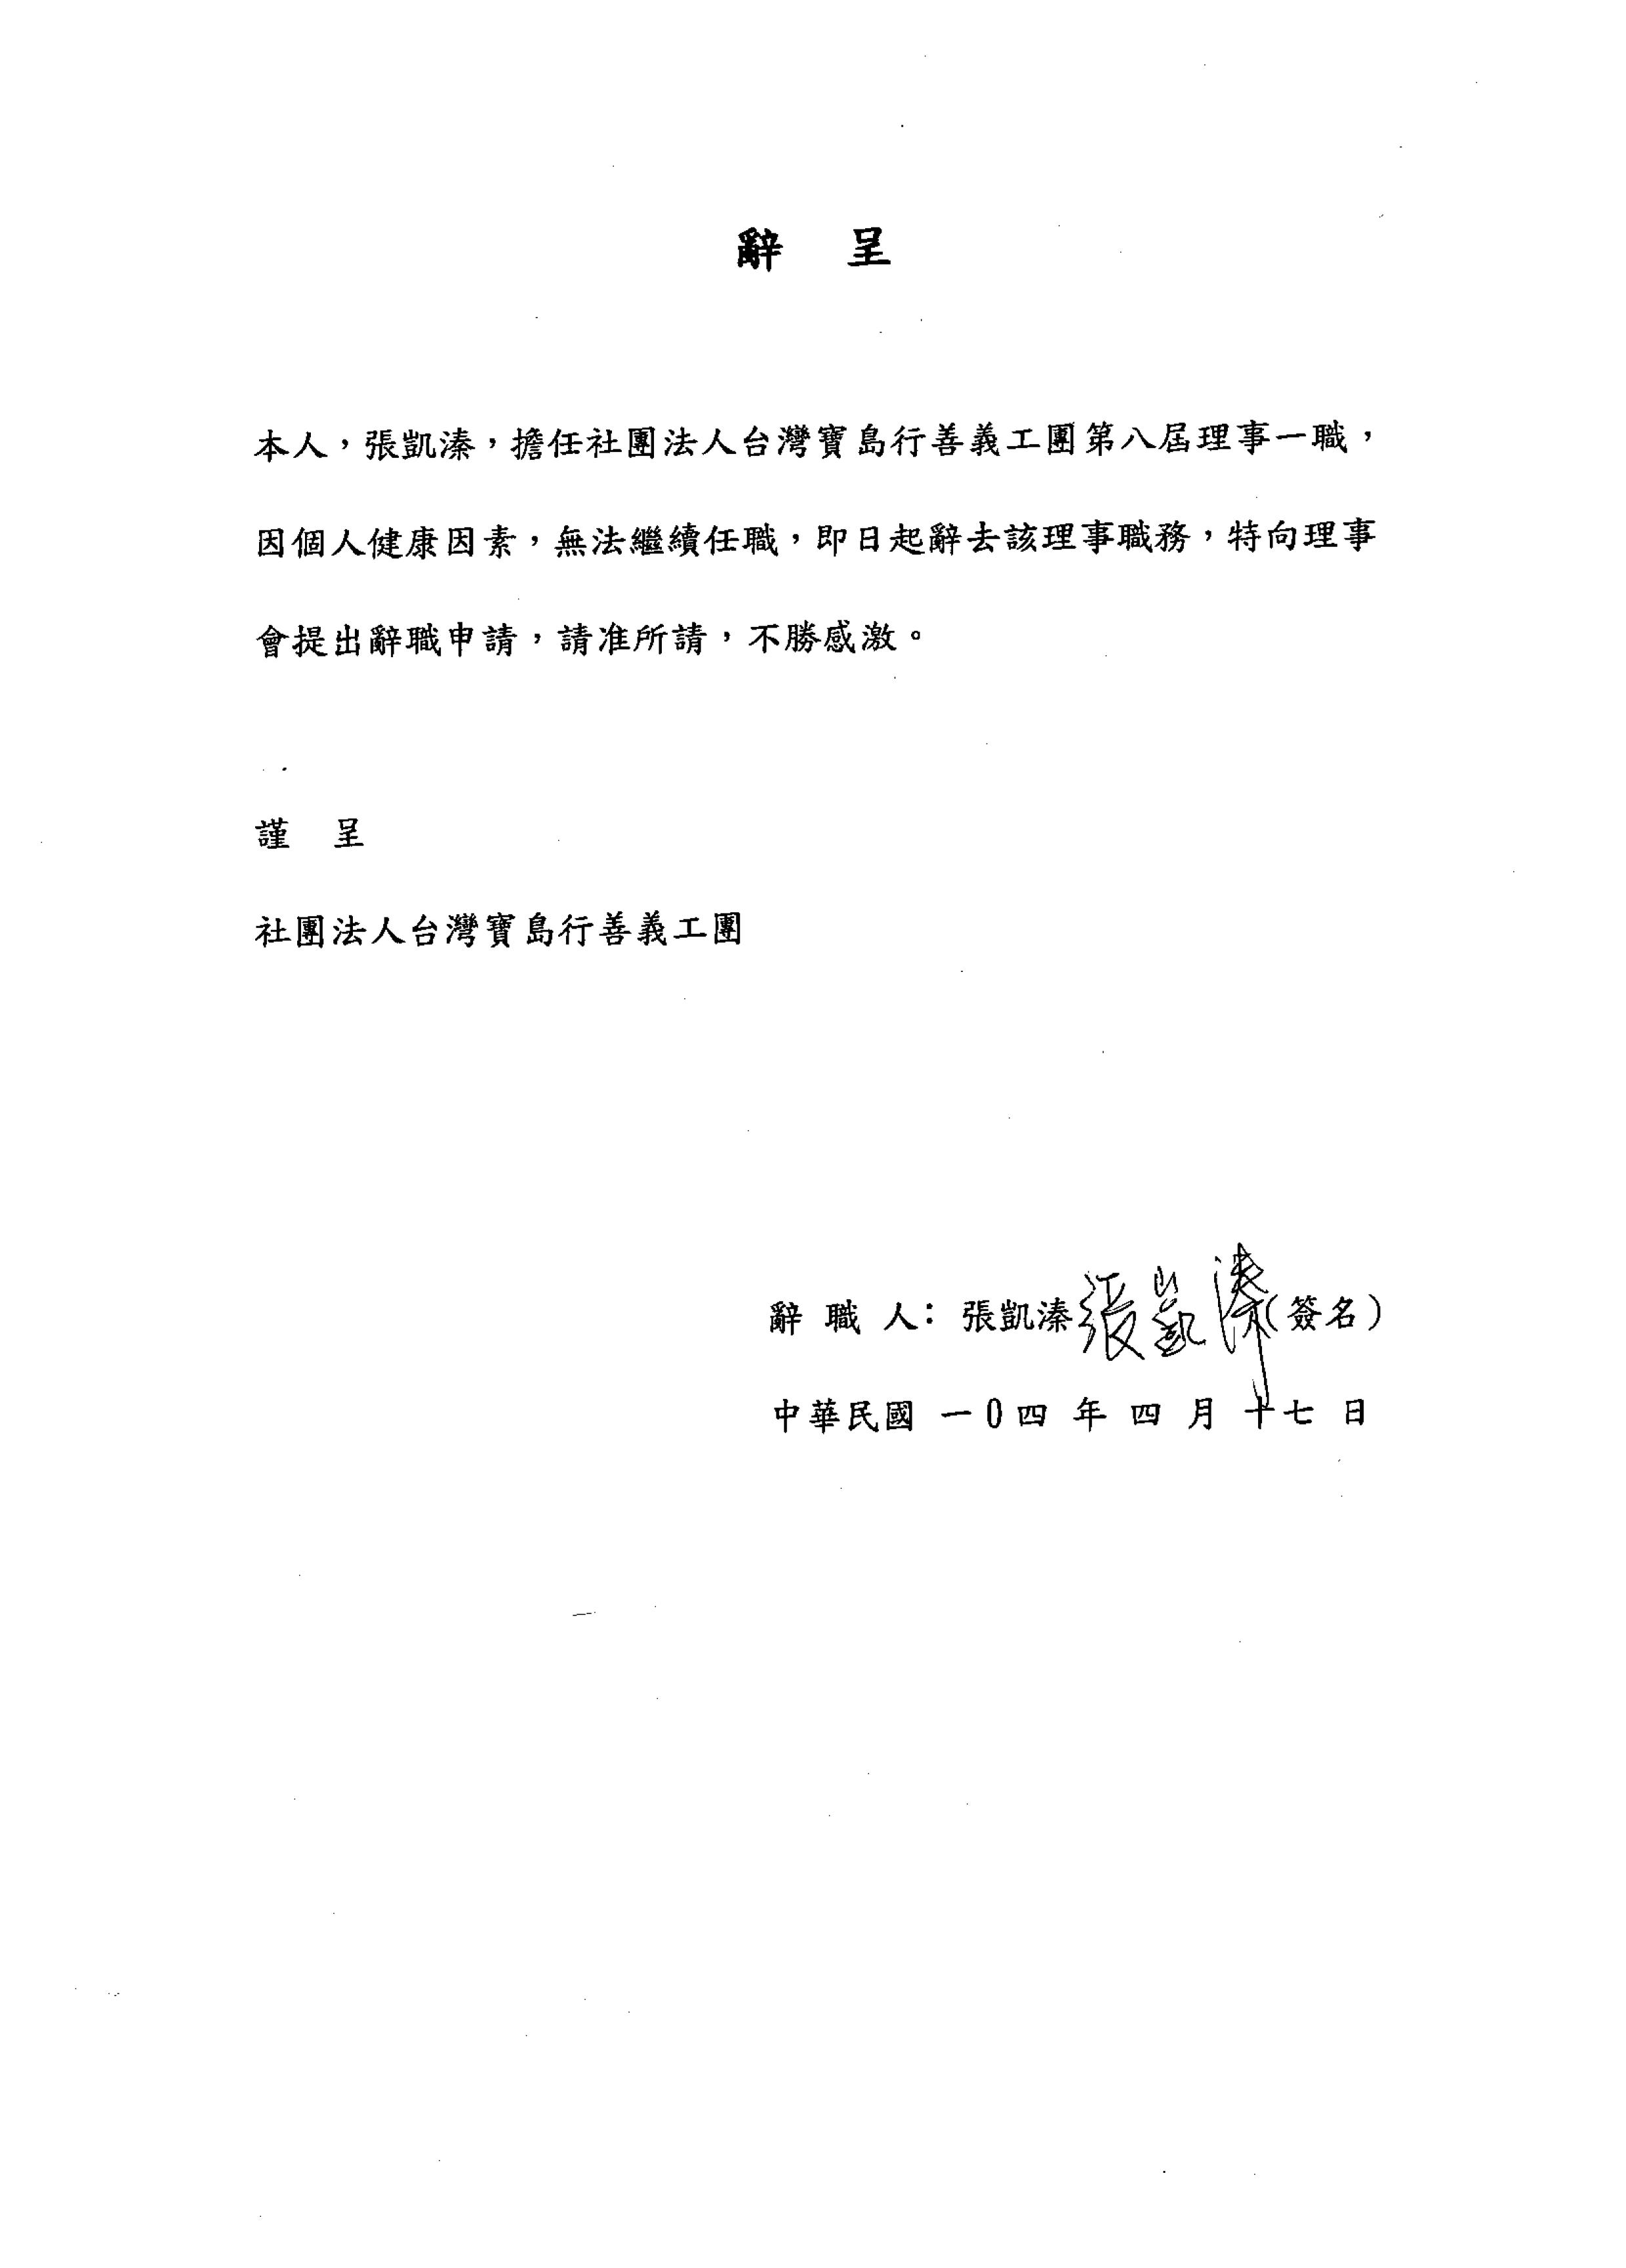 辭 呈
本人，張凱溱，擔任社團法人台灣寶島行善義工團第八屆理事一職，
因個人健康因素，無法繼續任職，即日起辭去該理事職務，特向理事
會提出辭職申請，請准所請，不勝感激。
謹 呈
社團法人台灣寶島行善義工團
辭 職 人：張凱溱 張凱溱 (簽名)
中華民國 一0四 年 四 月 十七 日